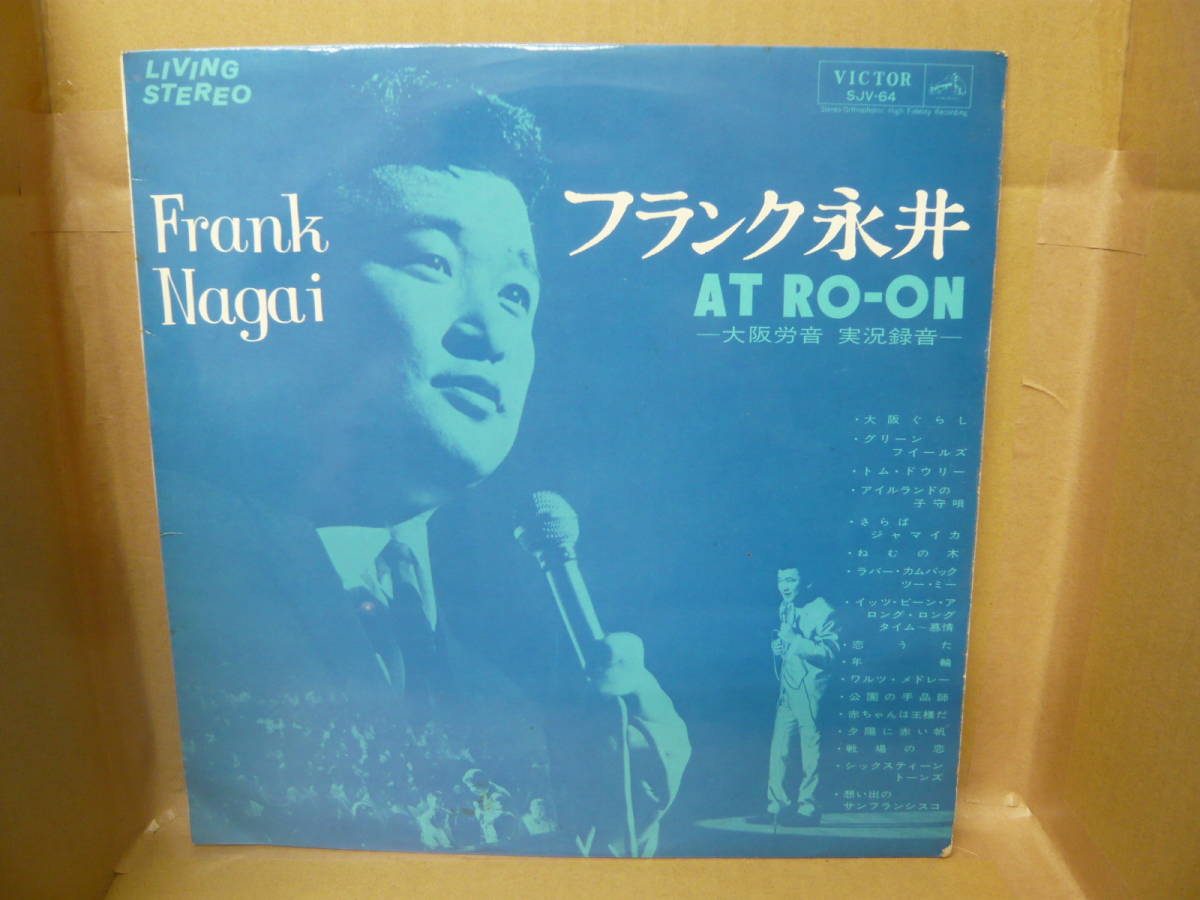 LIVING
STEREO
VICTOR
SJV-64
Stereo-Orthophonic High Fidelity Recording
Frank
Nagai
フランク永井
AT RO-ON
―大阪労音 実況録音―
・大阪ぐらし
・グリーン
フイールズ
・トム・ドウリー
・アイルランドの
子守唄
・さらば
ジャマイカ
・ねむの木
・ラバー・カムバック
ツー・ミー
・イッツ・ビーン・ア
ロング・ロング
タイム～慕情
・恋うた
・年輪
・ワルツ・メドレー
・公園の手品師
・赤ちゃんは王様だ
・夕陽に赤い帆
・戦場の恋
・シックスティーン
トーンズ
・想い出の
サンフランシスコ